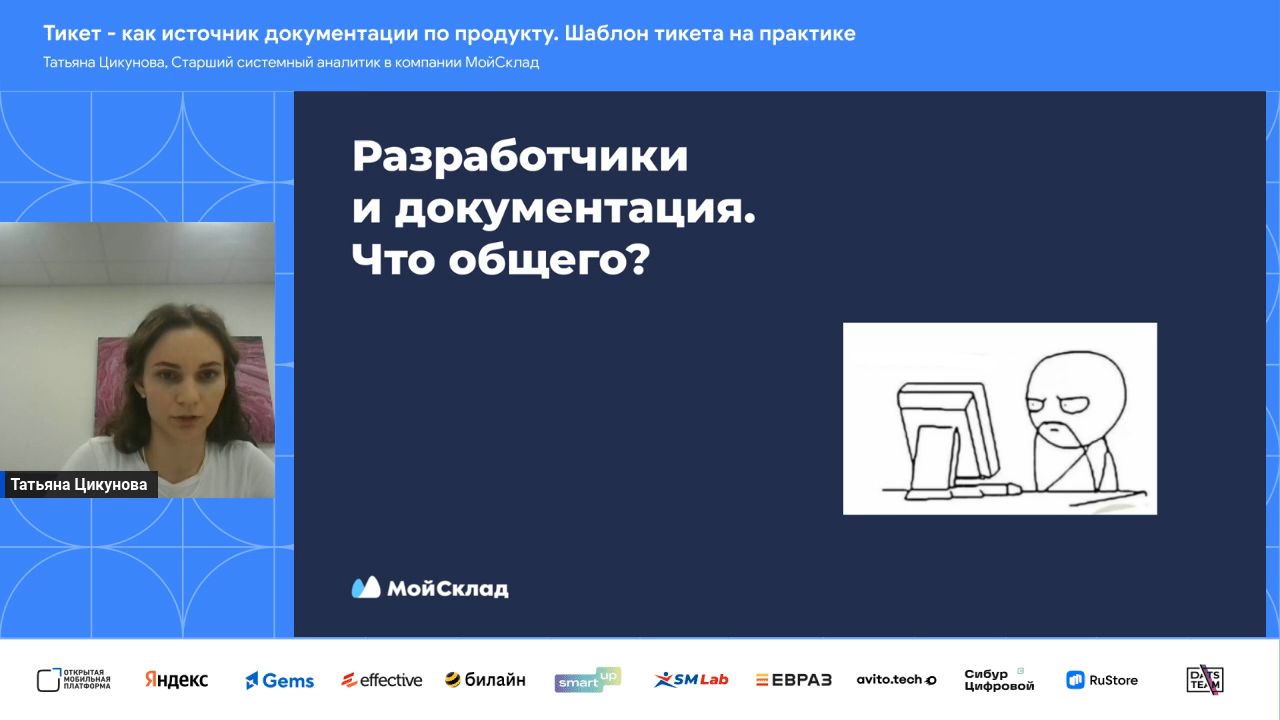 Тикет - как источник документации по продукту. Шаблон тикета на практике
Татьяна Цикунова, Старший системный аналитик в компании МойСклад
Разработчики
и документация.
Что общего?
Татьяна Цикунова
МойСклад
ОТКРЫТАЯ
МОБИЛЬНАЯ
ПЛАТФОРМА
Яндекс
Gems
effective
билайн
smart up
SM Lab
ЕВРАЗ
avito.tech
Сибур
Цифровой
RuStore
DATS
TEAM